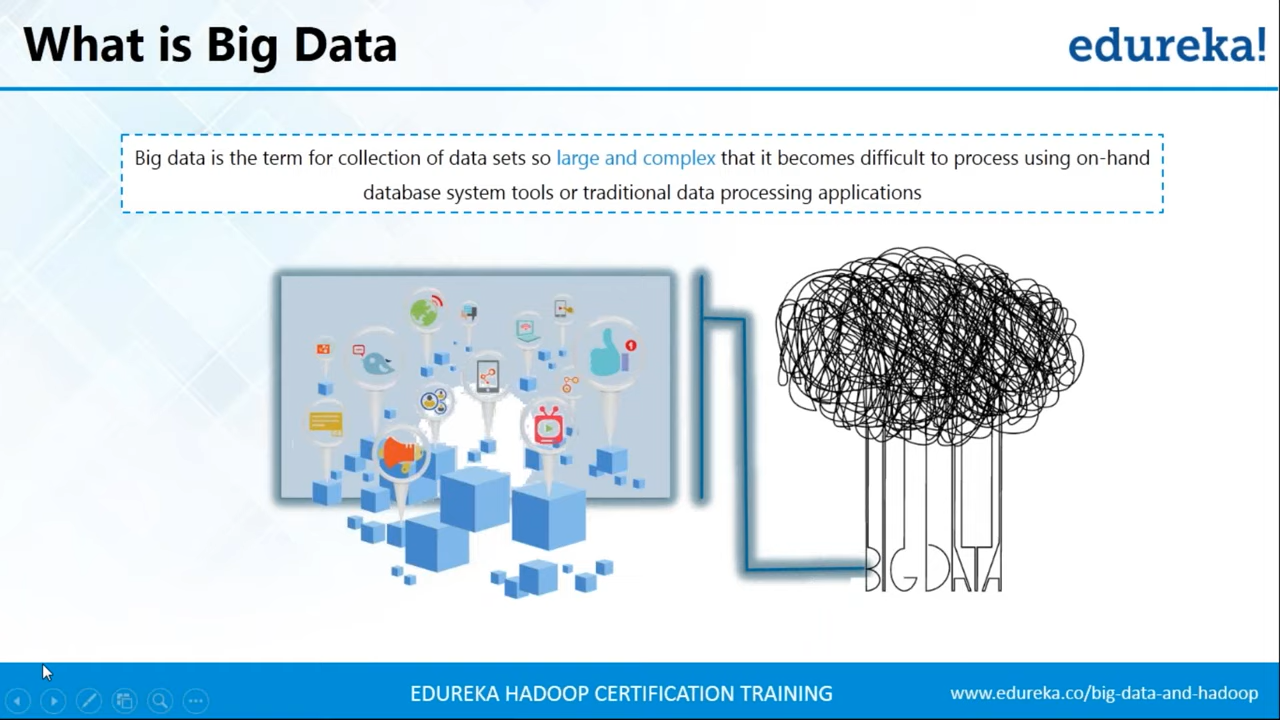 What is Big Data
edureka!
Big data is the term for collection of data sets so large and complex that it becomes difficult to process using on-hand
database system tools or traditional data processing applications
BIG DATA
EDUREKA HADOOP CERTIFICATION TRAINING
www.edureka.co/big-data-and-hadoop